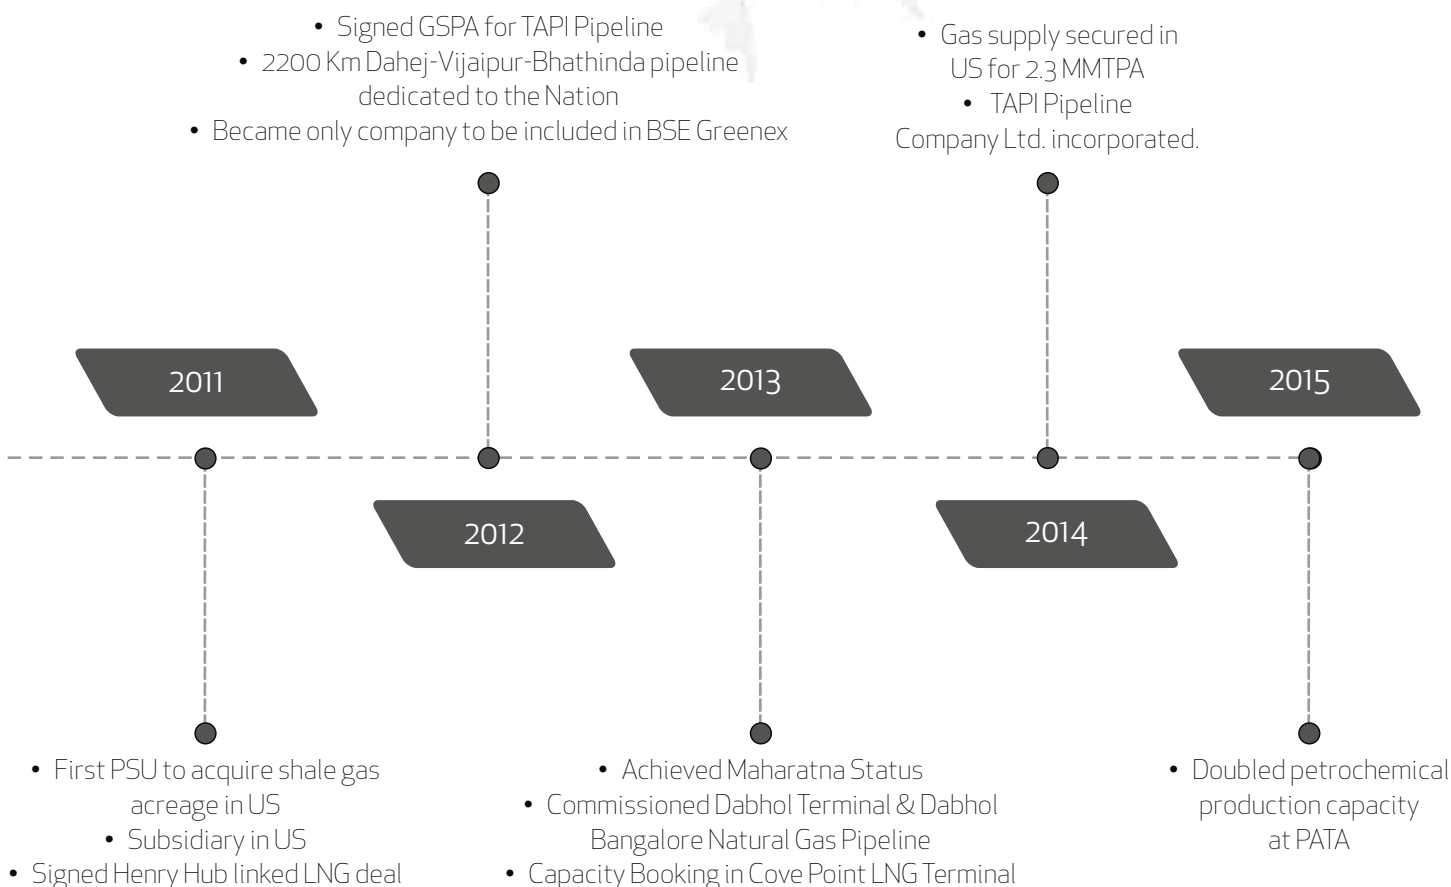 • Signed GSPA for TAPI Pipeline
• 2200 Km Dahej-Vijaipur-Bhathinda pipeline
dedicated to the Nation
• Became only company to be included in BSE Greenex
• Gas supply secured in
US for 2.3 MMTPA
• TAPI Pipeline
Company Ltd. incorporated.
2011
2013
2015
2012
2014
• First PSU to acquire shale gas
acreage in US
• Subsidiary in US
• Signed Henry Hub linked LNG deal
• Achieved Maharatna Status
• Commissioned Dabhol Terminal & Dabhol
Bangalore Natural Gas Pipeline
• Capacity Booking in Cove Point LNG Terminal
• Doubled petrochemical
production capacity
at PATA